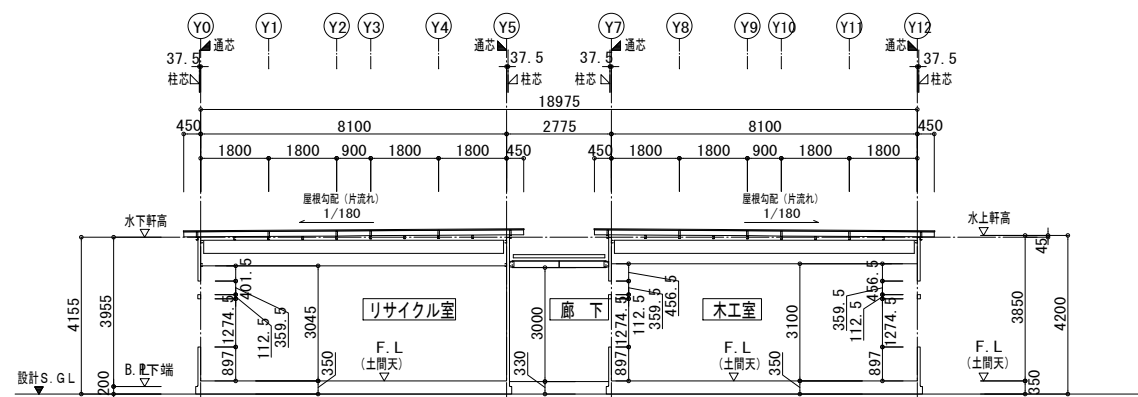 Y0 Y1 Y2 Y3 Y4 Y5 Y7 Y8 Y9 Y10 Y11 Y12
通芯 通芯 通芯 通芯
37.5 37.5 37.5 37.5
柱芯 柱芯 柱芯 柱芯
18975
450 8100 2775 8100 450
1800 1800 900 1800 1800 450 450 1800 1800 900 1800 1800
屋根勾配（片流れ） 屋根勾配（片流れ）
1/180 1/180
水下軒高 水上軒高
45
4155 3955 200
401.5 1274.5 112.5 359.5 897
3045 350
リサイクル室
3000 330
廊 下
1274.5 112.5 359.5 456.5 897
木工室
3100 350
359.5 112.5 456.5 1274.5 897
3850 4200 350
F.L F.L F.L
(土間天) (土間天) (土間天)
設計S.GL
B.P下端